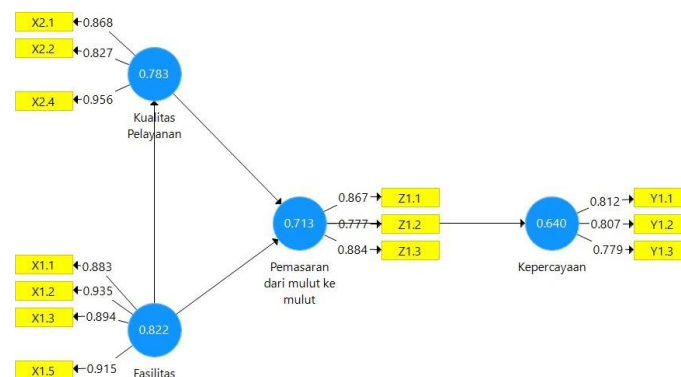 X2.1 0.868
X2.2 0.827
X2.4 0.956
0.783
Kualitas
Pelayanan
X1.1 0.883
X1.2 0.935
X1.3 0.894
X1.5 0.915
0.822
Fasilitas
0.713
Pemasaran
dari mulut ke
mulut
0.867 Z1.1
0.777 Z1.2
0.884 Z1.3
0.640
Kepercayaan
0.812 Y1.1
0.807 Y1.2
0.779 Y1.3